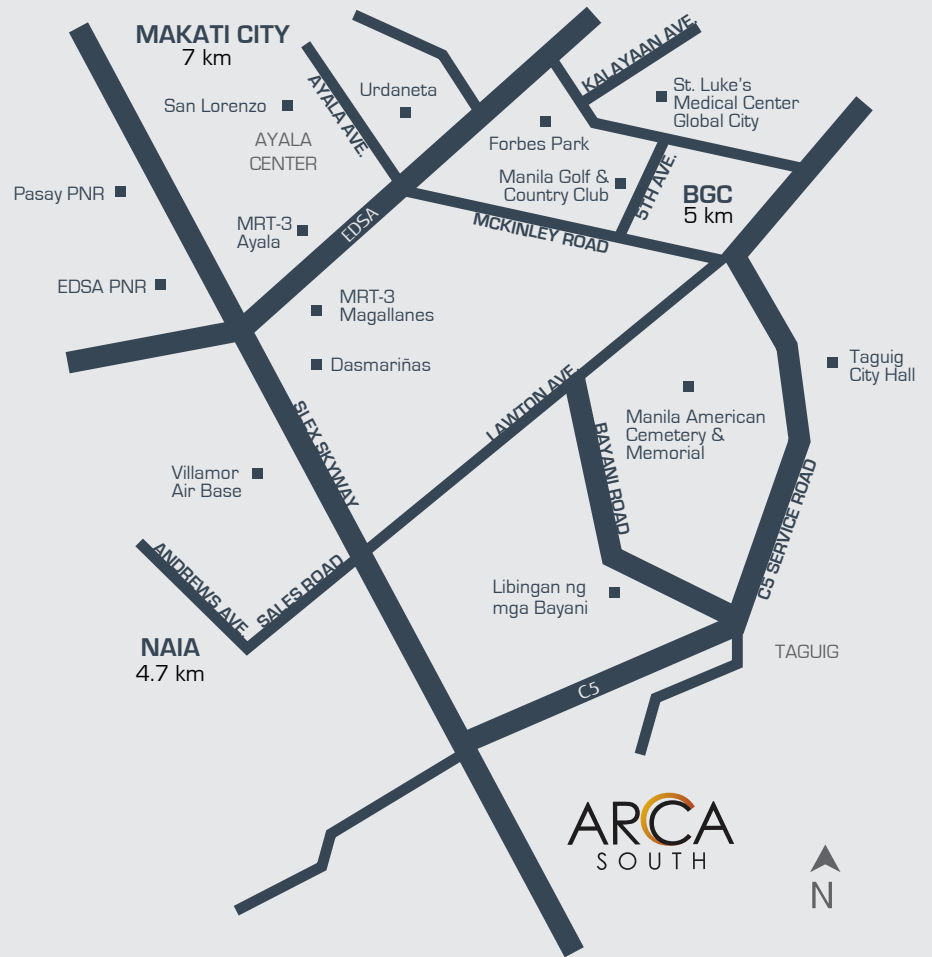 MAKATI CITY
7 km
KALAYAAN AVE.
San Lorenzo
AYALA AVE.
Urdaneta
St. Luke's
Medical Center
Global City
AYALA
CENTER
Forbes Park
Pasay PNR
Manila Golf &
Country Club
5TH AVE.
BGC
5 km
MRT-3
Ayala
EDSA
MCKINLEY ROAD
EDSA PNR
MRT-3
Magallanes
Dasmariñas
Taguig
City Hall
SLEX SKYWAY
LAWTON AVE.
Manila American
Cemetery &
Memorial
BAYANI ROAD
Villamor
Air Base
C5 SERVICE ROAD
ANDREWS AVE.
SALES ROAD
Libingan ng
mga Bayani
NAIA
4.7 km
TAGUIG
C5
ARCA
SOUTH
N